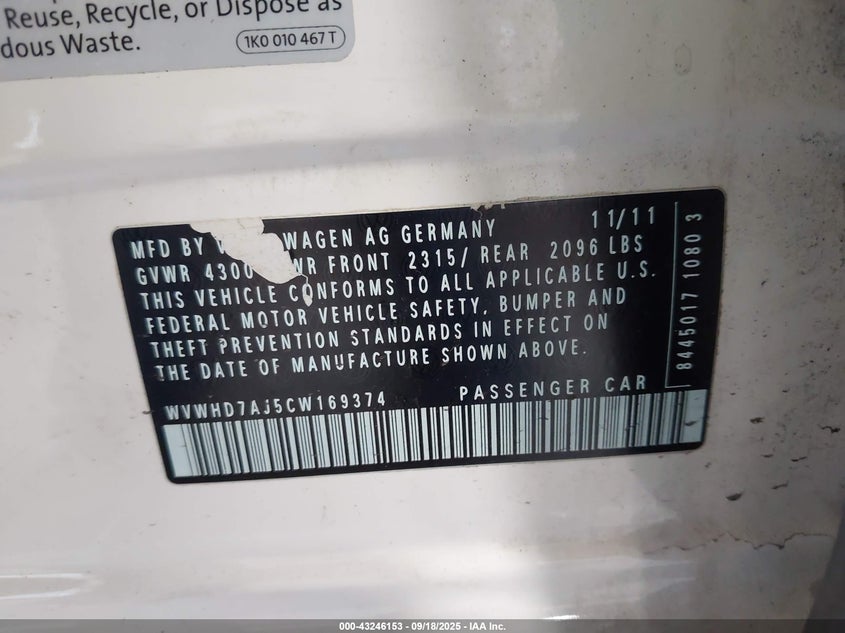 Reuse, Recycle, or Dispose as
dous Waste.
1K0 010 467 T
MFD BY WAGEN AG GERMANY 11/11
GVWR 4300 WR FRONT 2315/ REAR 2096 LBS
THIS VEHICLE CONFORMS TO ALL APPLICABLE U.S.
FEDERAL MOTOR VEHICLE SAFETY, BUMPER AND
THEFT PREVENTION STANDARDS IN EFFECT ON
THE DATE OF MANUFACTURE SHOWN ABOVE.
WVWHD7AJ5CW169374 PASSENGER CAR
8445017 1080 3
000-43246153 - 09/18/2025 - IAA Inc.